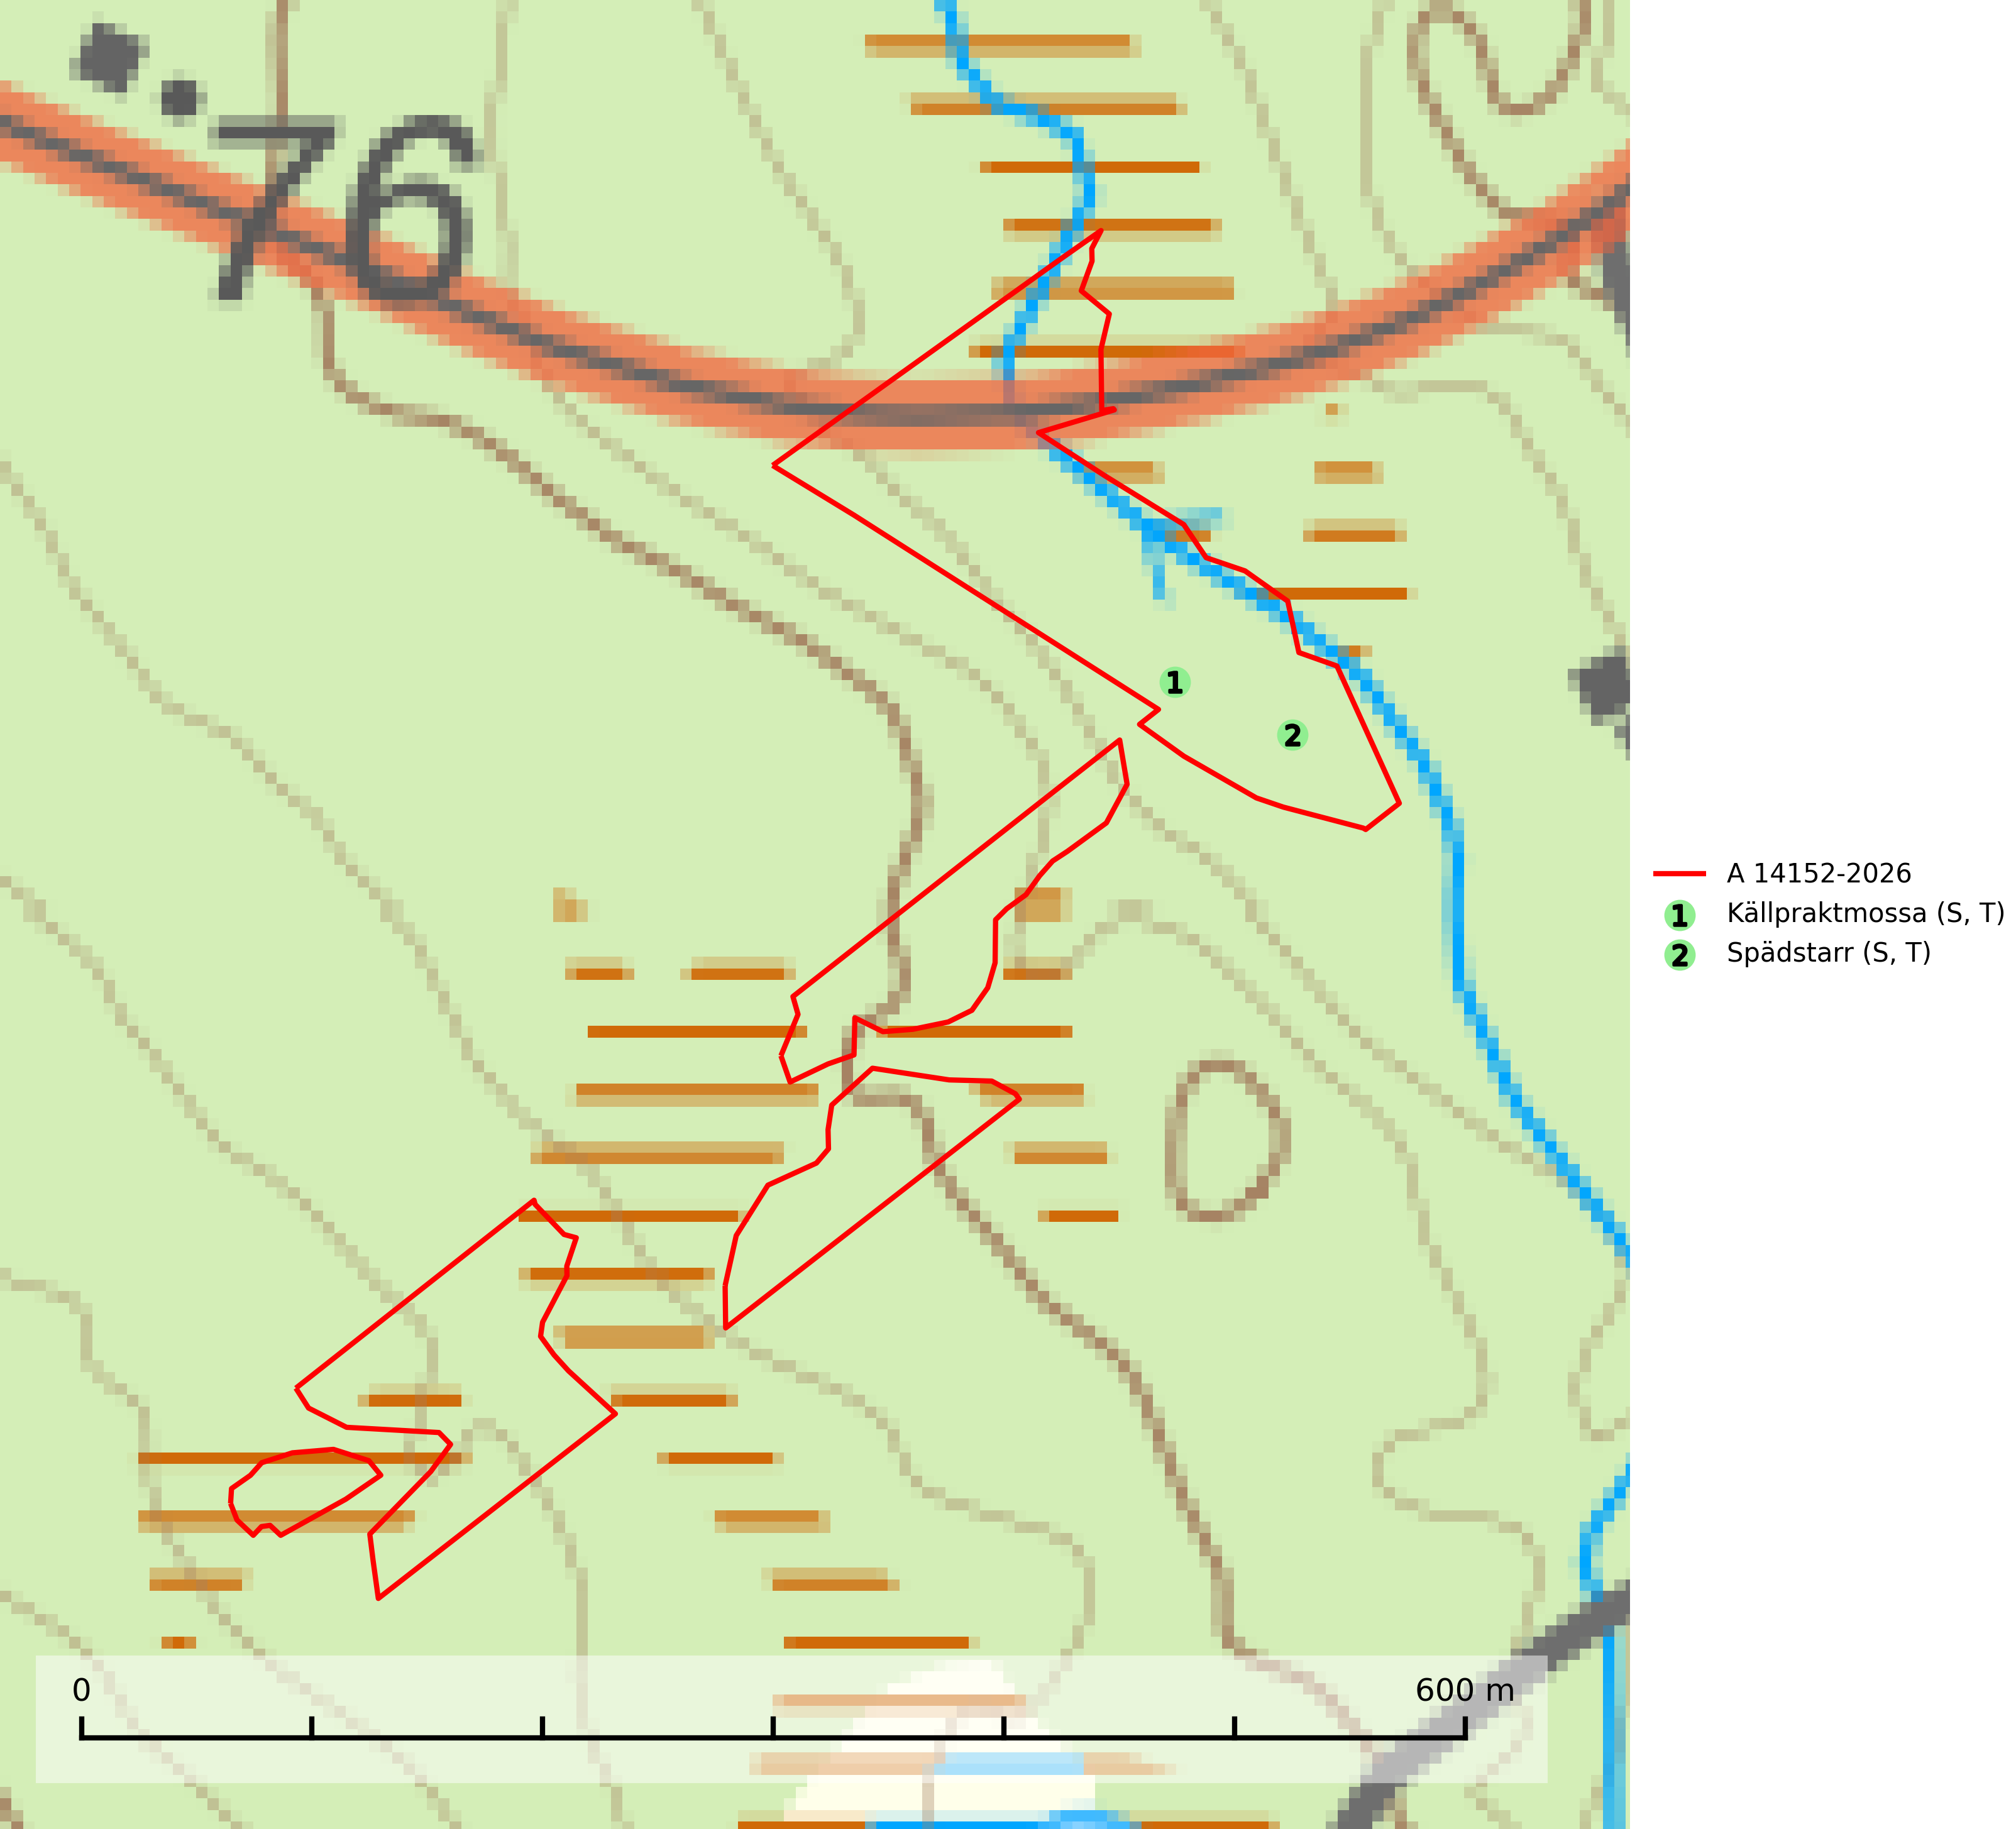 76
1
2
A 14152-2026
1 Källpraktmossa (S, T)
2 Spädstarr (S, T)
0 600 m